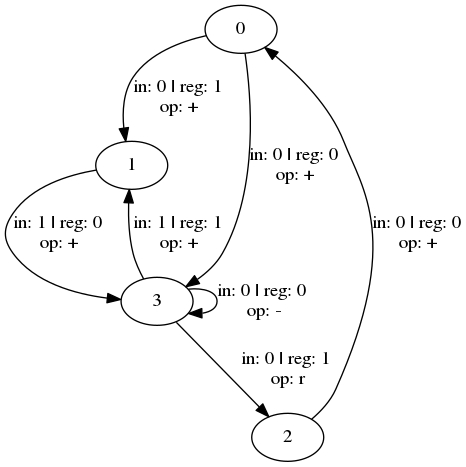 0
in: 0 | reg: 1
op: +
1
in: 0 | reg: 0
op: +
in: 1 | reg: 0
op: +
in: 1 | reg: 1
op: +
in: 0 | reg: 0
op: +
3
in: 0 | reg: 0
op: -
in: 0 | reg: 1
op: r
2